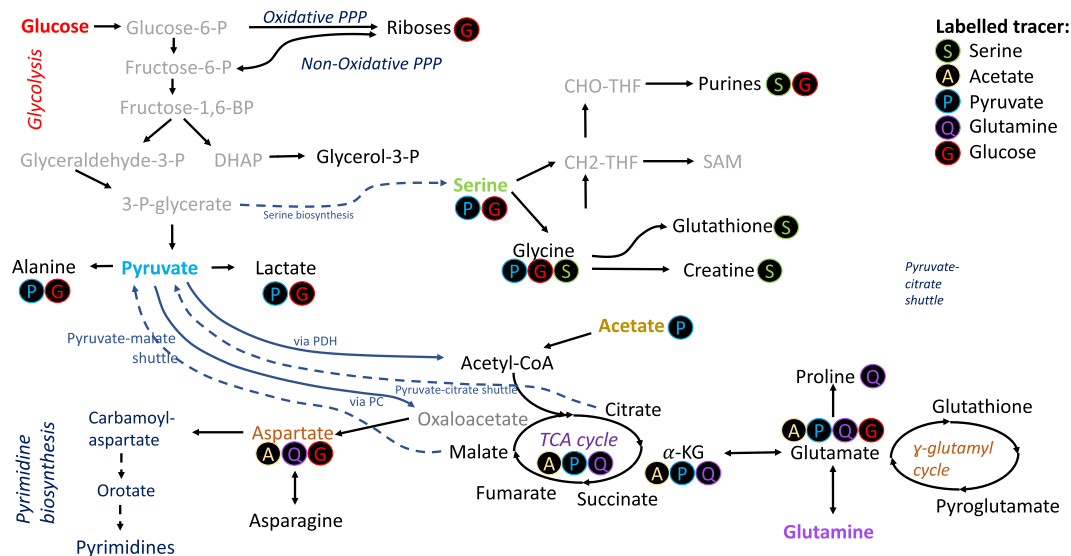 Glucose
Glucose-6-P
Oxidative PPP
Riboses G
Non-Oxidative PPP
Glycolysis
Fructose-6-P
Fructose-1,6-BP
Glyceraldehyde-3-P
DHAP
Glycerol-3-P
3-P-glycerate
Serine biosynthesis
Serine
P G
CHO-THF
Purines S G
CH2-THF
SAM
Glycine
P G S
Glutathione S
Creatine S
Labelled tracer:
S Serine
A Acetate
P Pyruvate
Q Glutamine
G Glucose
Alanine
P G
Pyruvate
Lactate
P G
Pyruvate-
citrate
shuttle
Pyruvate-malate
shuttle
via PDH
Acetate P
Acetyl-CoA
Pyruvate-citrate shuttle
via PC
Oxaloacetate
Citrate
Malate
TCA cycle
A P Q
Fumarate
Succinate
α-KG
A P Q
Proline Q
A P Q G
Glutamate
Glutamine
Glutathione
ɣ-glutamyl
cycle
Pyroglutamate
Aspartate
A Q G
Asparagine
Carbamoyl-
aspartate
Orotate
Pyrimidines
Pyrimidine
biosynthesis